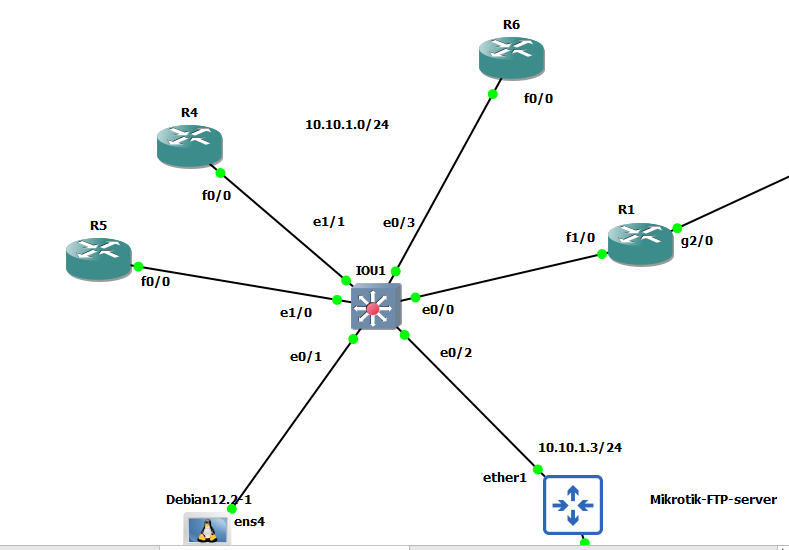 R6
f0/0
R4
10.10.1.0/24
f0/0
e1/1
e0/3
R1
f1/0
g2/0
R5
f0/0
IOU1
e1/0
e0/0
e0/1
e0/2
10.10.1.3/24
ether1
Debian12.2-1
ens4
Mikrotik-FTP-server